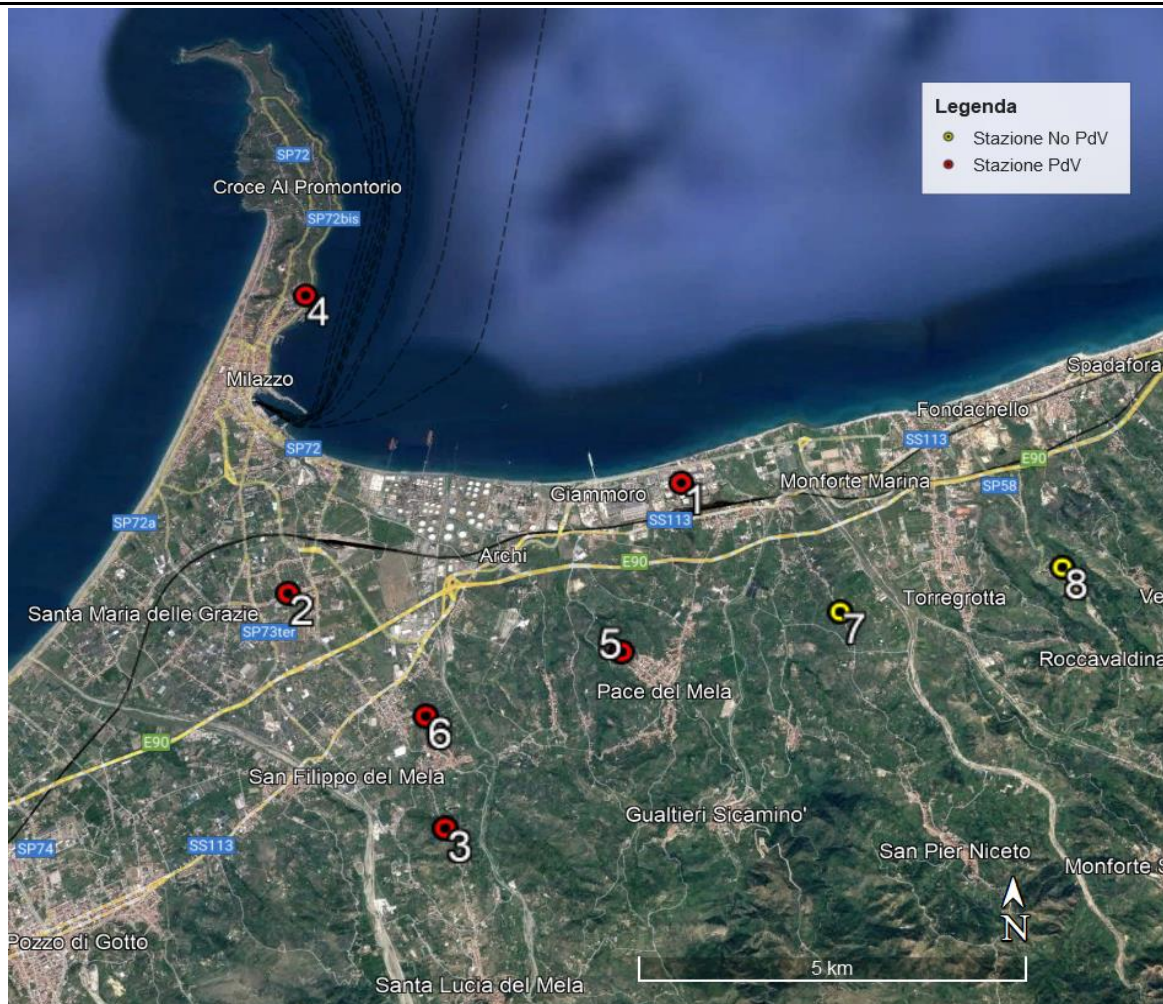 Legenda
Stazione No PdV
Stazione PdV
SP72
Croce Al Promontorio
SP72bis
4
Milazzo
Spadafora
Fondachello
SS113
SP72
E90
SP58
Giammoro
1
Monforte Marina
SP72a
SS113
Archi
E90
8
2
Santa Maria delle Grazie
Torregrotta
Ve
7
SP73ter
5
Roccavaldina
Pace del Mela
6
E90
San Filippo del Mela
Gualtieri Sicamino'
3
SP74
SS113
San Pier Niceto
Monforte S
N
Pozzo di Gotto
5 km
Santa Lucia del Mela